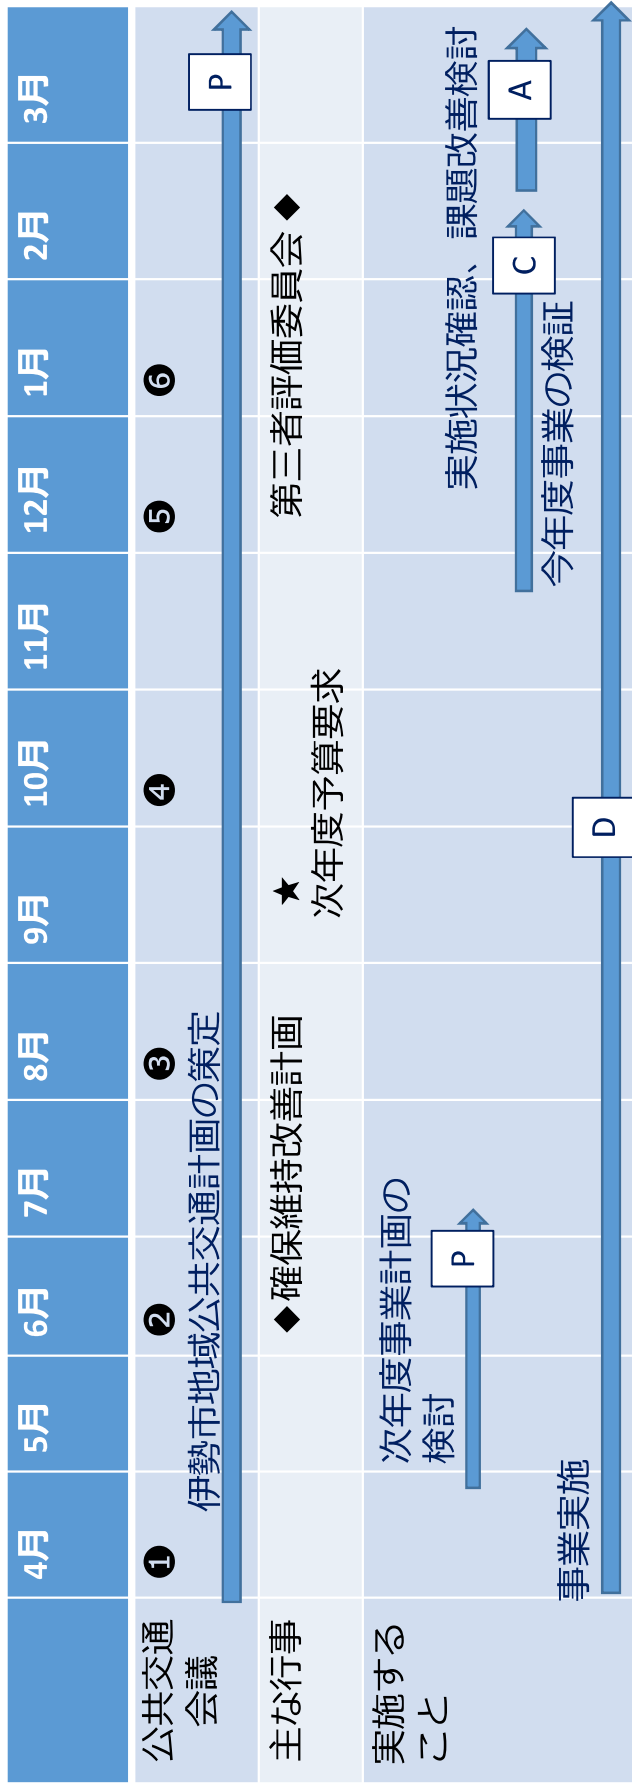 4月
5月
6月
7月
8月
9月
10月
11月
12月
1月
2月
3月
公共交通
会議
❶
❷
❸
❹
❺
❻
伊勢市地域公共交通計画の策定
P
主な行事
◆確保維持改善計画
★
次年度予算要求
第三者評価委員会◆
実施する
こと
次年度事業計画の
検討
P
実施状況確認、課題改善検討
C
A
今年度事業の検証
事業実施
D